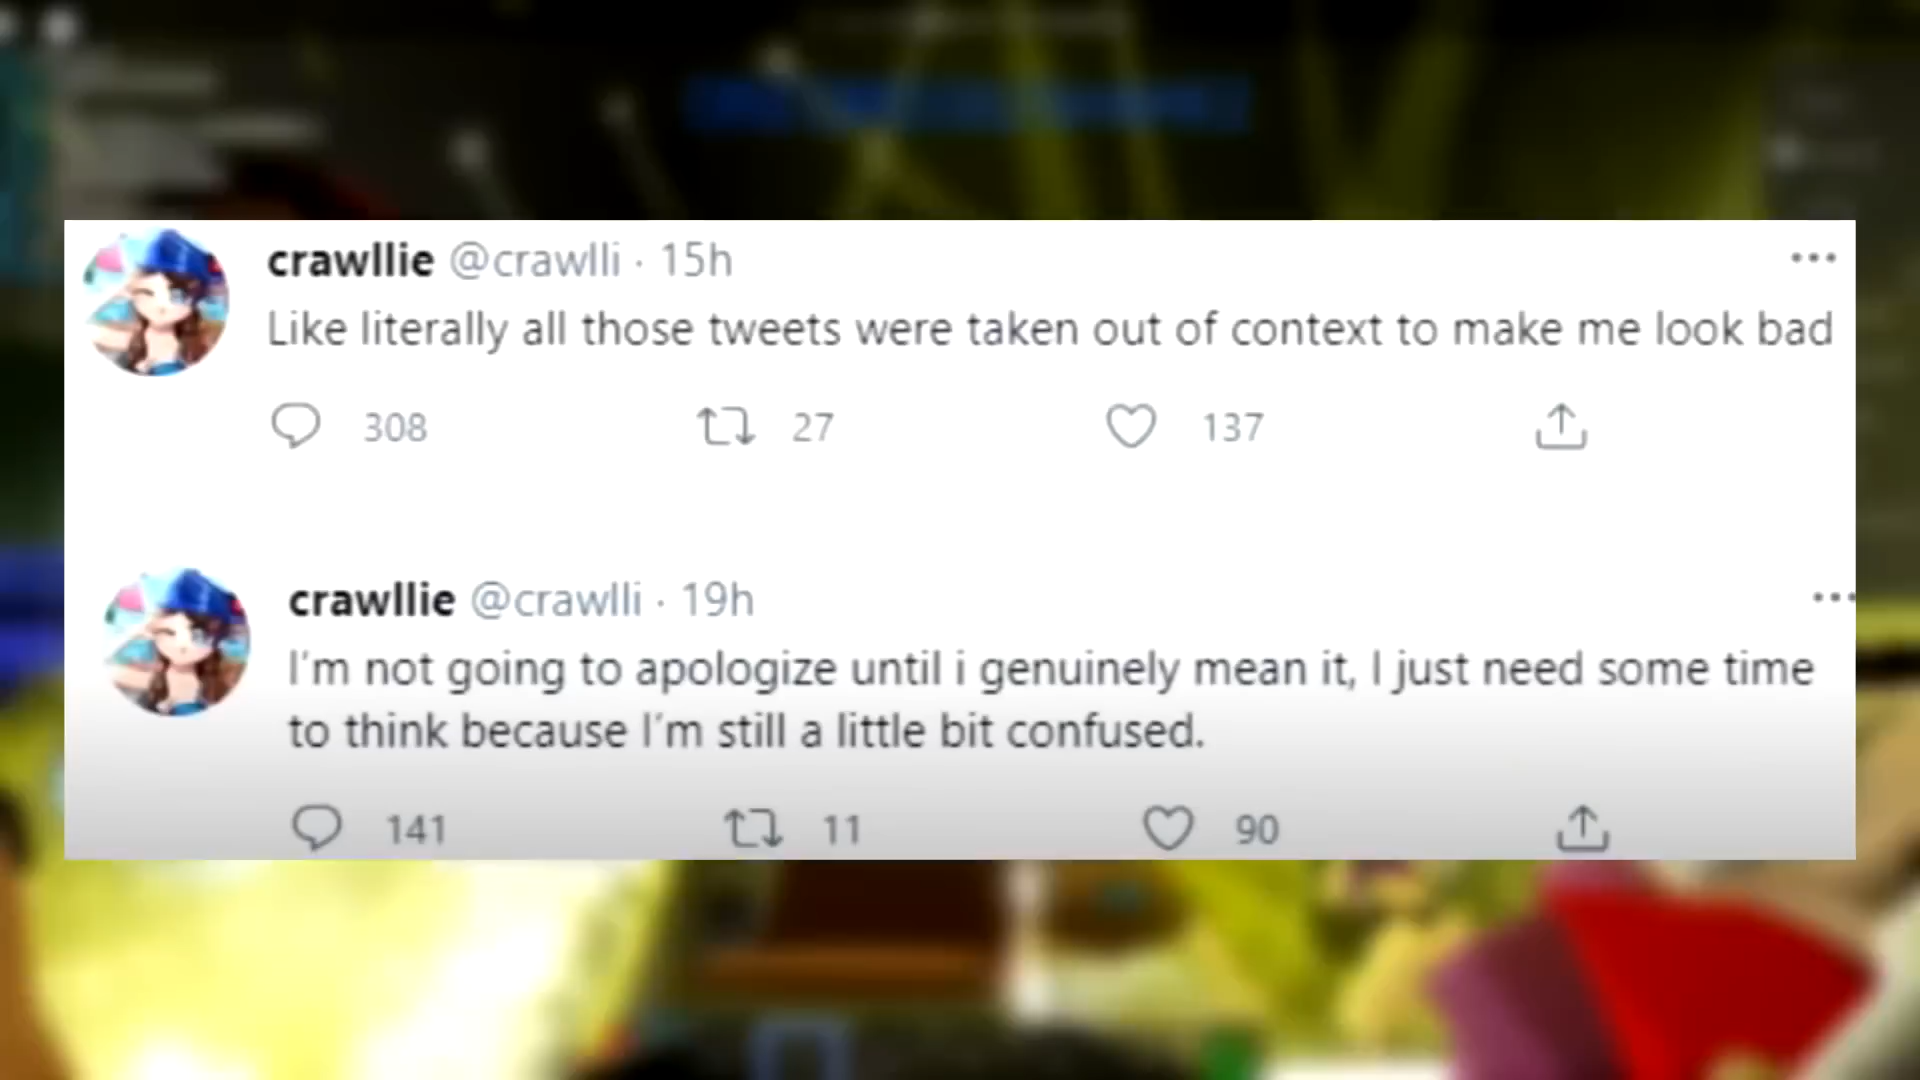 crawllie @crawlli · 15h
Like literally all those tweets were taken out of context to make me look bad
308 27 137
crawllie @crawlli · 19h
I'm not going to apologize until i genuinely mean it, I just need some time
to think because I'm still a little bit confused.
141 11 90